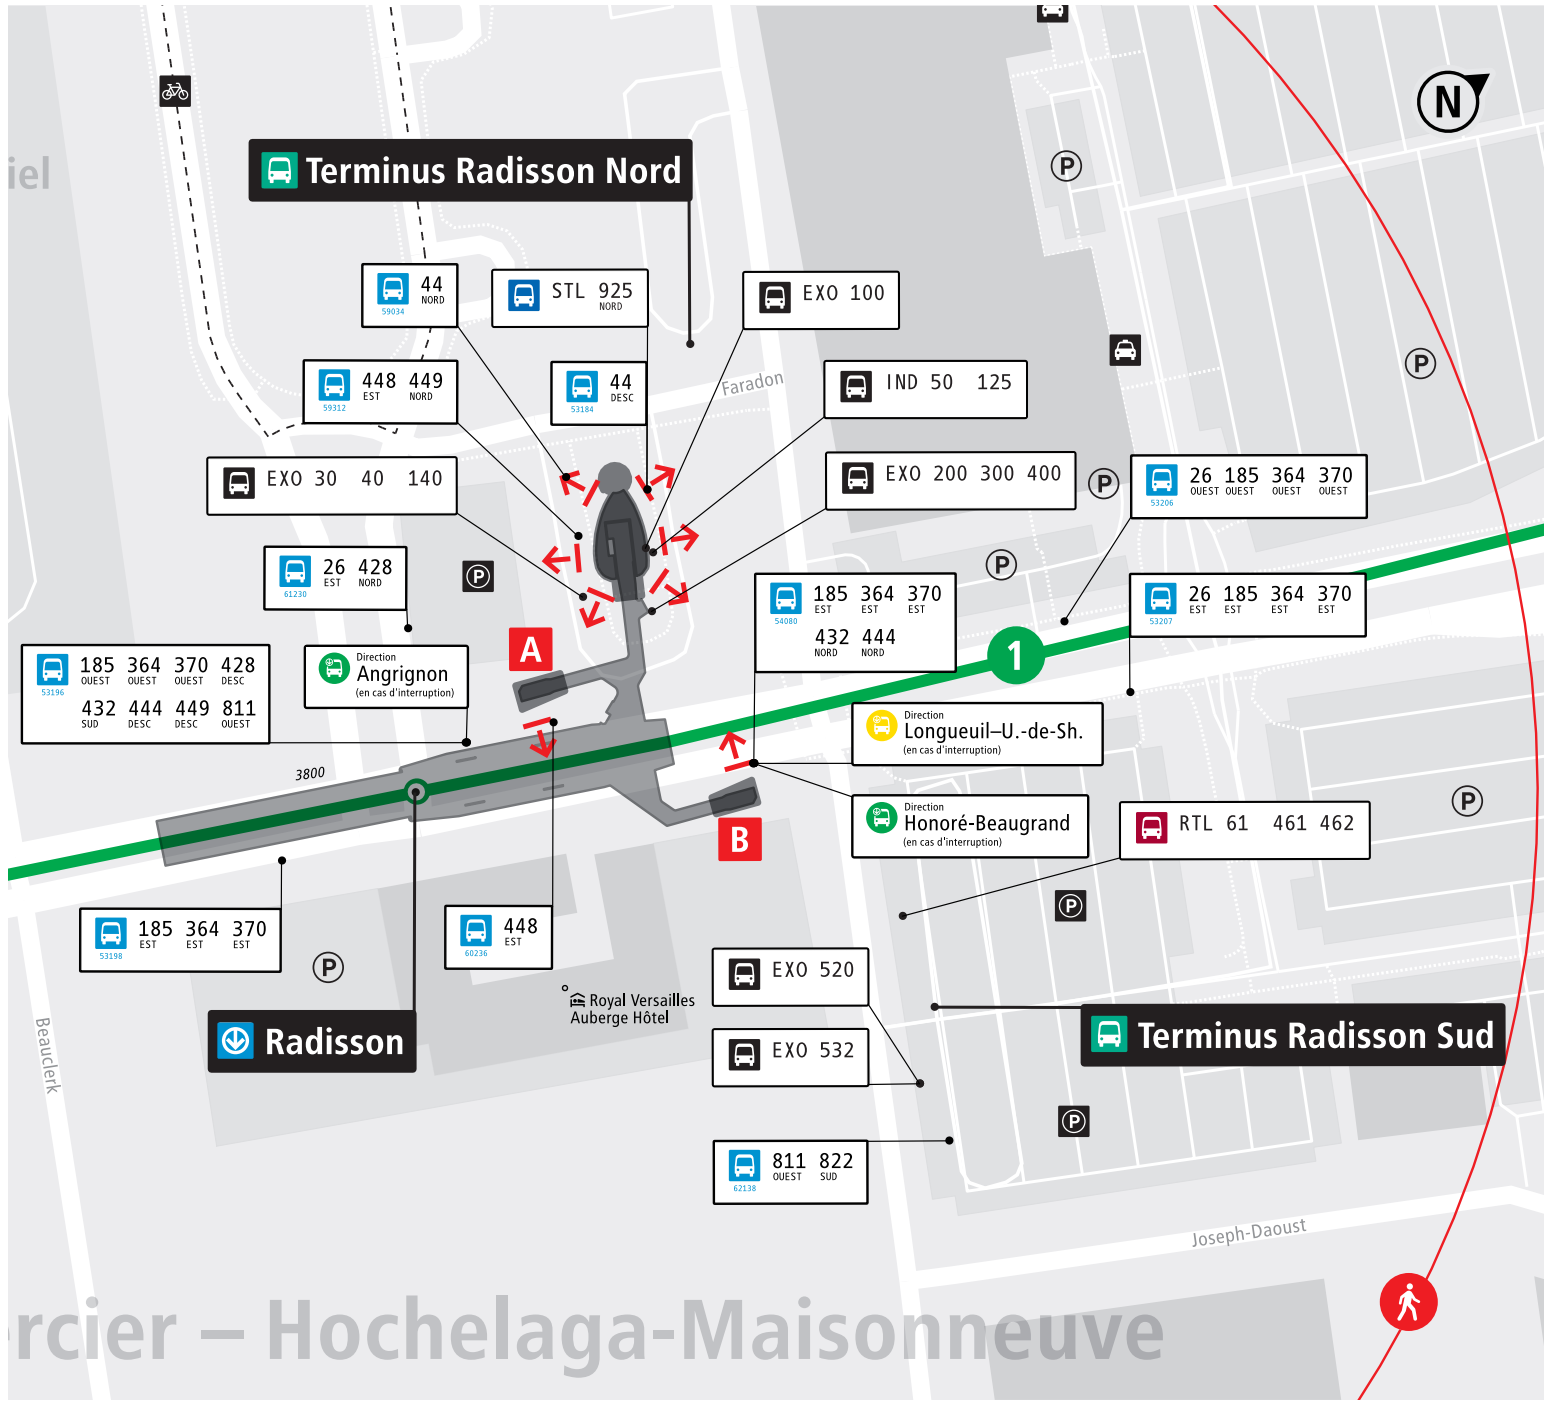 N
iel
Terminus Radisson Nord
44
NORD
59034
STL 925
NORD
EXO 100
448 449
EST NORD
59312
44
DESC
53184
Faradon
IND 50 125
EXO 30 40 140
EXO 200 300 400
P
P
P
26 185 364 370
OUEST OUEST OUEST OUEST
53206
26 428
EST NORD
61230
P
P
185 364 370
EST EST EST
54080
432 444
NORD NORD
26 185 364 370
EST EST EST EST
53207
A
1
185 364 370 428
OUEST OUEST OUEST DESC
53196
432 444 449 811
SUD DESC DESC OUEST
Direction
Angrignon
(en cas d'interruption)
Direction
Longueuil–U.-de-Sh.
(en cas d'interruption)
3800
P
Direction
Honoré-Beaugrand
(en cas d'interruption)
B
RTL 61 461 462
P
185 364 370
EST EST EST
53198
448
EST
60236
P
EXO 520
Royal Versailles
Auberge Hôtel
Radisson
EXO 532
Terminus Radisson Sud
Beauclerk
P
811 822
OUEST SUD
62138
Joseph-Daoust
rcier – Hochelaga-Maisonneuve